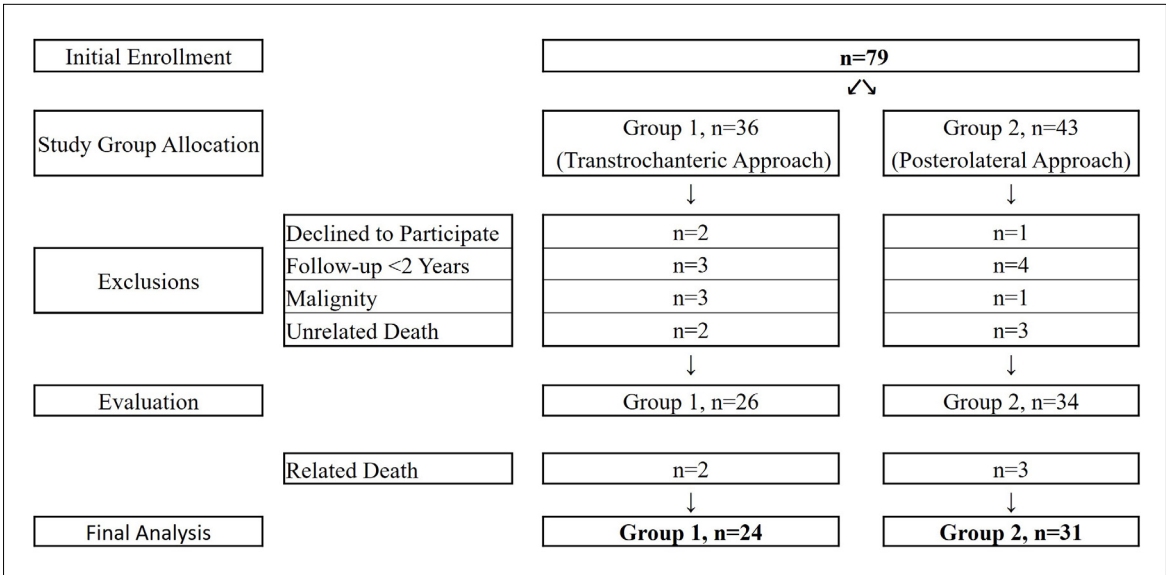 Initial Enrollment n=79
↙↘
Study Group Allocation Group 1, n=36 Group 2, n=43
(Transtrochanteric Approach) (Posterolateral Approach)
↓ ↓
Exclusions
Declined to Participate n=2 n=1
Follow-up <2 Years n=3 n=4
Malignity n=3 n=1
Unrelated Death n=2 n=3
↓ ↓
Evaluation Group 1, n=26 Group 2, n=34
Related Death n=2 n=3
↓ ↓
Final Analysis Group 1, n=24 Group 2, n=31